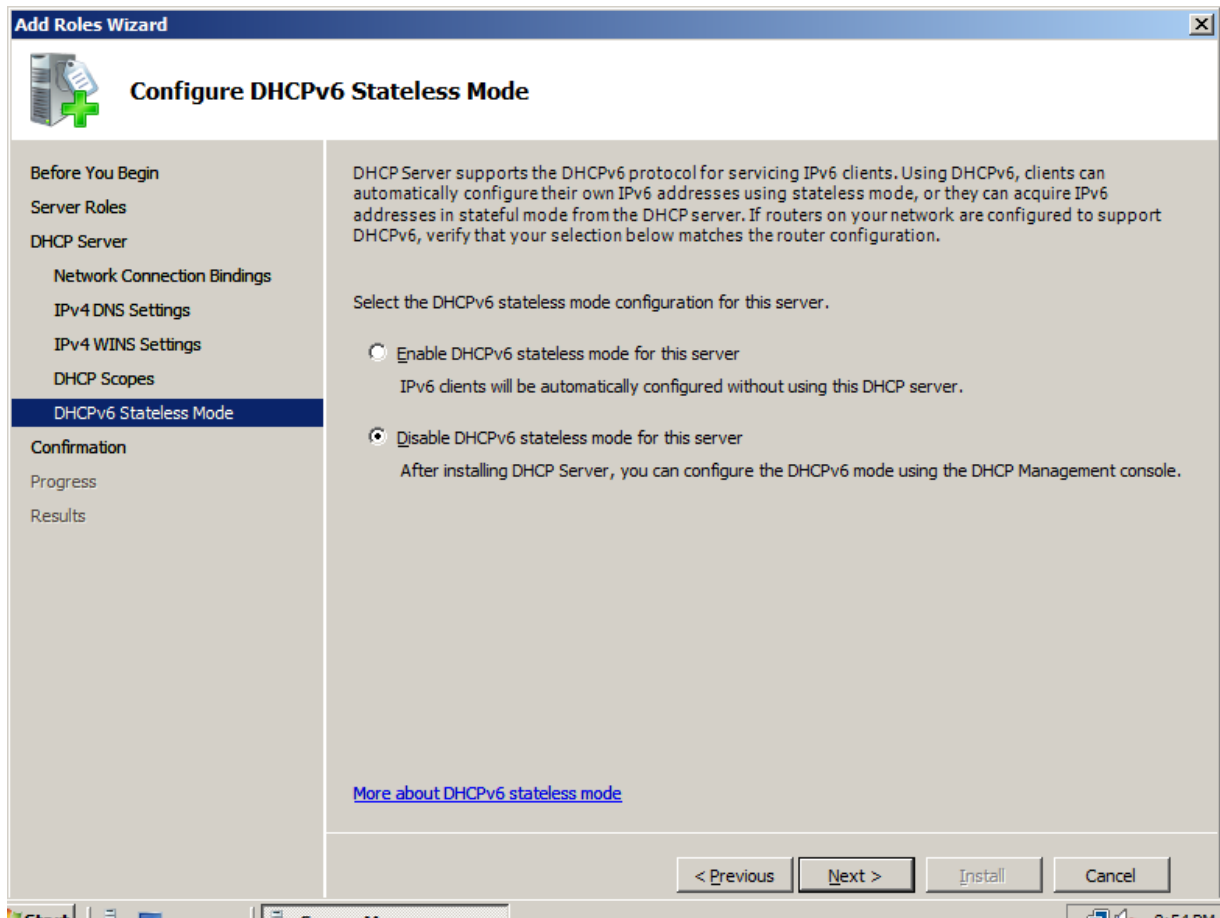 Add Roles Wizard
Configure DHCPv6 Stateless Mode
Before You Begin
Server Roles
DHCP Server
Network Connection Bindings
IPv4 DNS Settings
IPv4 WINS Settings
DHCP Scopes
DHCPv6 Stateless Mode
Confirmation
Progress
Results
DHCP Server supports the DHCPv6 protocol for servicing IPv6 clients. Using DHCPv6, clients can
automatically configure their own IPv6 addresses using stateless mode, or they can acquire IPv6
addresses in stateful mode from the DHCP server. If routers on your network are configured to support
DHCPv6, verify that your selection below matches the router configuration.
Select the DHCPv6 stateless mode configuration for this server.
Enable DHCPv6 stateless mode for this server
IPv6 clients will be automatically configured without using this DHCP server.
Disable DHCPv6 stateless mode for this server
After installing DHCP Server, you can configure the DHCPv6 mode using the DHCP Management console.
More about DHCPv6 stateless mode
< Previous Next > Install Cancel
Start